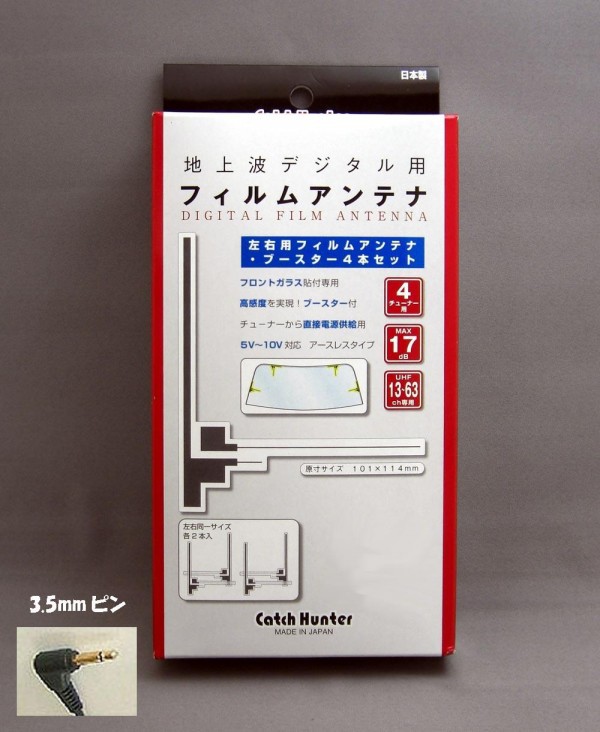 日本製
地上波デジタル用
フィルムアンテナ
DIGITAL FILM ANTENNA
左右用フィルムアンテナ
・ブースター4本セット
フロントガラス貼付専用
高感度を実現!ブースター付
チューナーから直接電源供給用
5V〜10V対応 アースレスタイプ
4
チューナー
用
MAX
17
dB
UHF
13-63
ch専用
原寸サイズ 101×114mm
左右同一サイズ
各2本入
Catch Hunter
MADE IN JAPAN
3.5mmピン